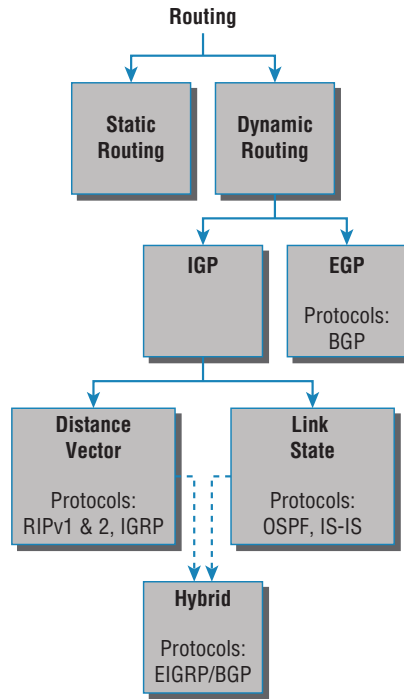 Routing
Static
Routing
Dynamic
Routing
IGP
EGP
Protocols:
BGP
Distance
Vector
Protocols:
RIPv1 & 2, IGRP
Link
State
Protocols:
OSPF, IS-IS
Hybrid
Protocols:
EIGRP/BGP